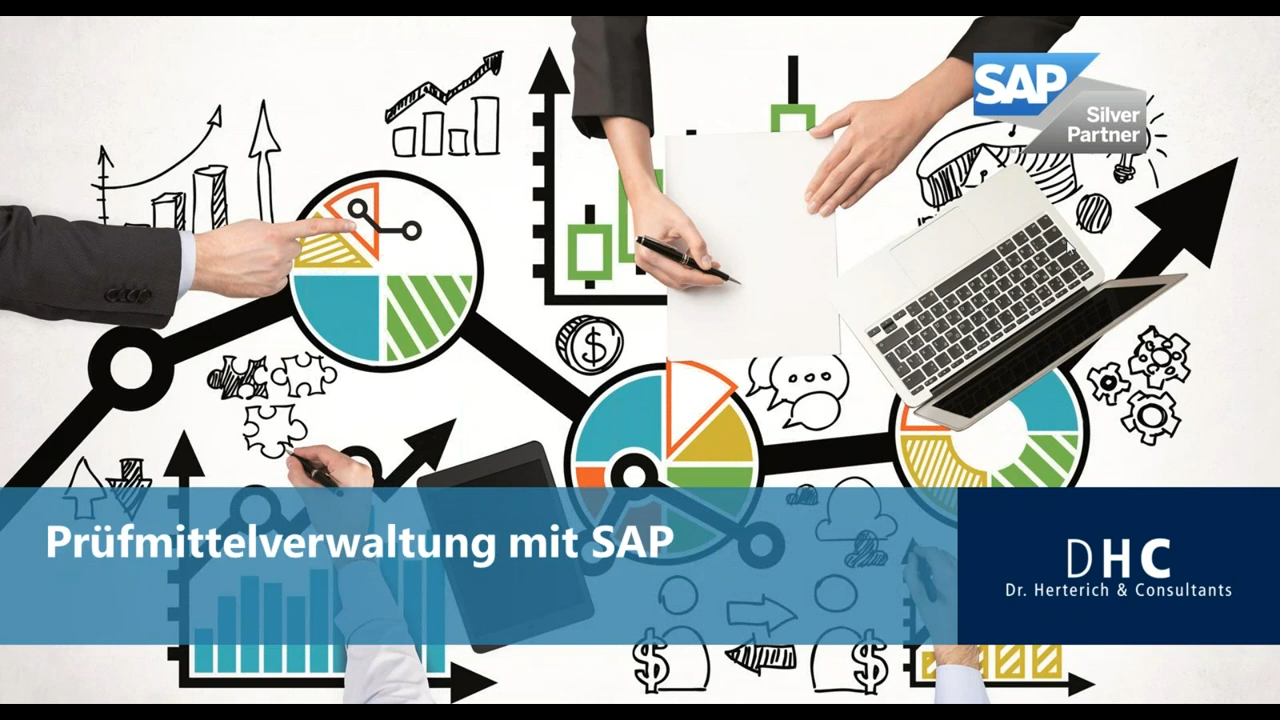 SAP
Silver
Partner
$
Prüfmittelverwaltung mit SAP
DHC
Dr. Herterich & Consultants
$ $